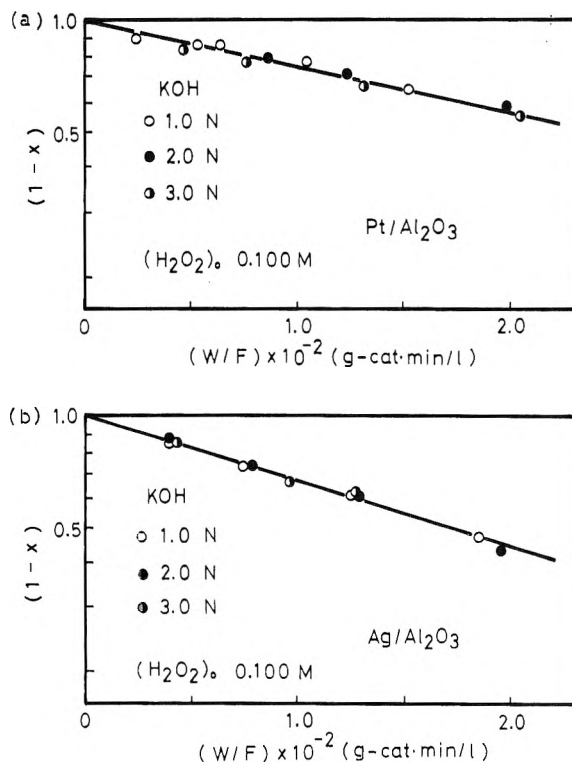 (a)
1.0
0.5
(1 - x)
KOH
○ 1.0 N
● 2.0 N
◑ 3.0 N
Pt/Al₂O₃
(H₂O₂)₀ 0.100 M
0 1.0 2.0
(W/F) × 10⁻² (g-cat·min/l)
(b)
1.0
0.5
(1 - x)
KOH
○ 1.0 N
● 2.0 N
◑ 3.0 N
Ag/Al₂O₃
(H₂O₂)₀ 0.100 M
0 1.0 2.0
(W/F) × 10⁻² (g-cat·min/l)